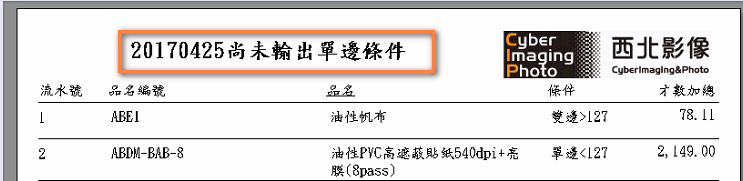 20170425尚未輸出單邊條件
Cyber
Imaging
Photo
西北影像
CyberImaging&Photo
流水號 品名編號 品名 條件 才數加總
1 ABE1 油性帆布 雙邊>127 78.11
2 ABDM-BAB-8 油性PVC高遮蔽貼紙540dpi+亮 單邊<127 2,149.00
膜(8pass)